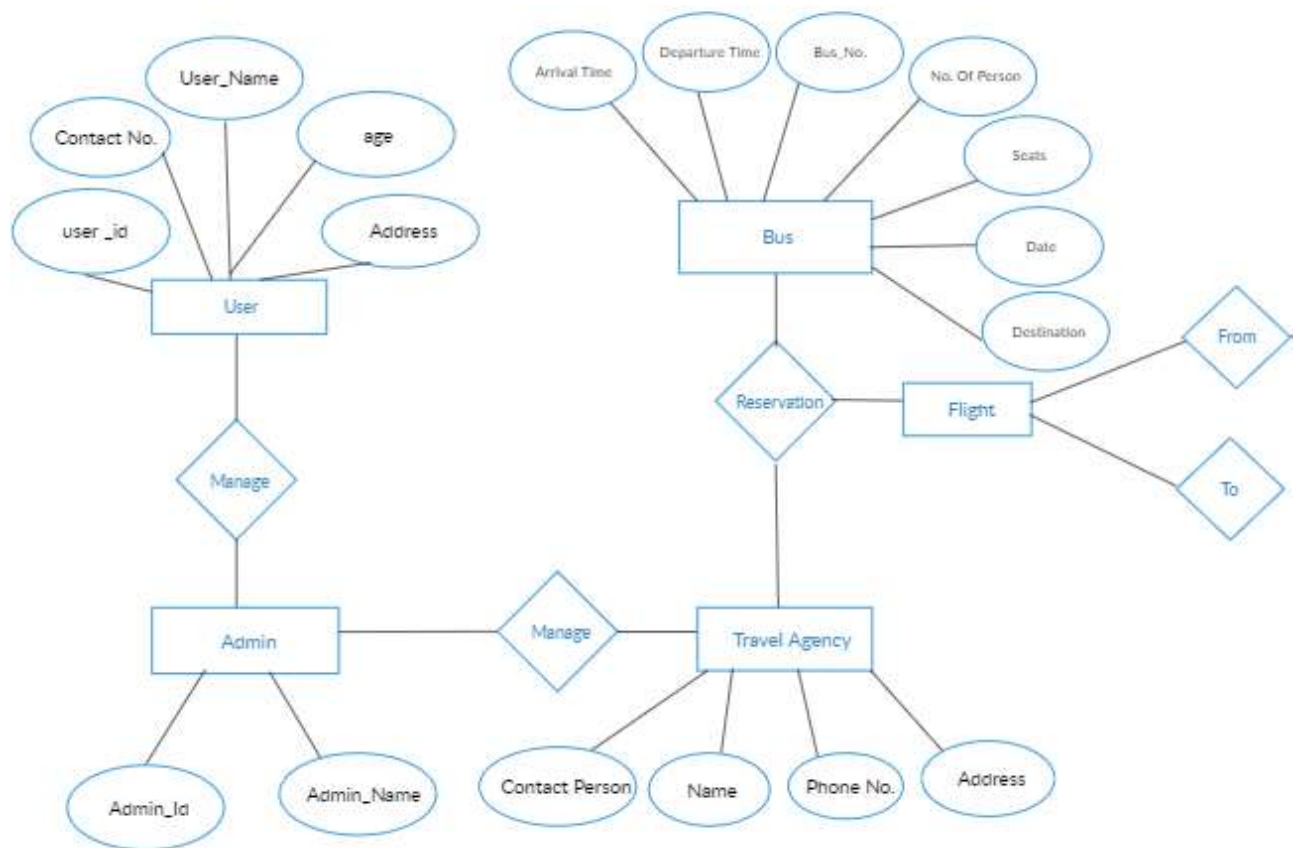 User_Name
Contact No.
age
user _id
Address
User
Arrival Time
Departure Time
Bus_No.
No. Of Person
Seats
Date
Destination
Bus
Reservation
Flight
From
To
Manage
Admin
Manage
Travel Agency
Admin_Id
Admin_Name
Contact Person
Name
Phone No.
Address